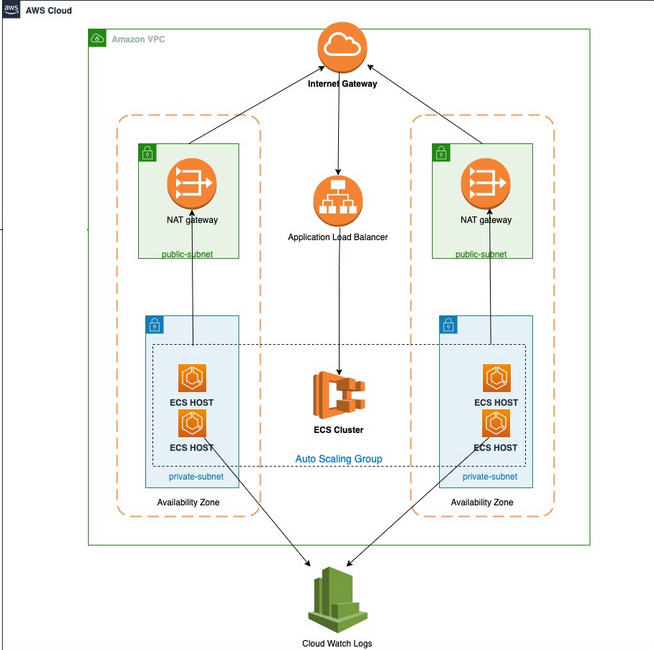 aws
AWS Cloud
Amazon VPC
Internet Gateway
NAT gateway
public-subnet
Application Load Balancer
NAT gateway
public-subnet
ECS HOST
ECS HOST
private-subnet
Availability Zone
ECS Cluster
Auto Scaling Group
ECS HOST
ECS HOST
private-subnet
Availability Zone
Cloud Watch Logs